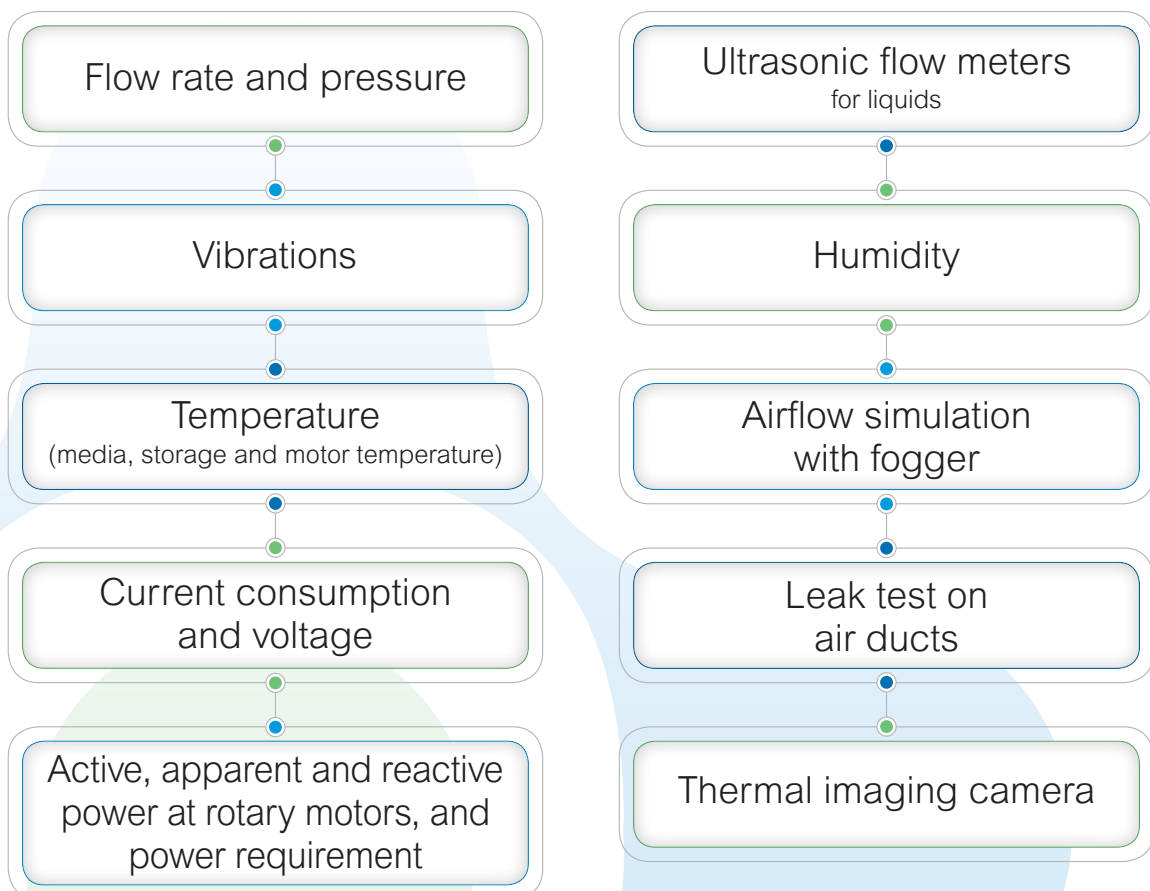 Flow rate and pressure
Vibrations
Temperature
(media, storage and motor temperature)
Current consumption
and voltage
Active, apparent and reactive
power at rotary motors, and
power requirement
Ultrasonic flow meters
for liquids
Humidity
Airflow simulation
with fogger
Leak test on
air ducts
Thermal imaging camera